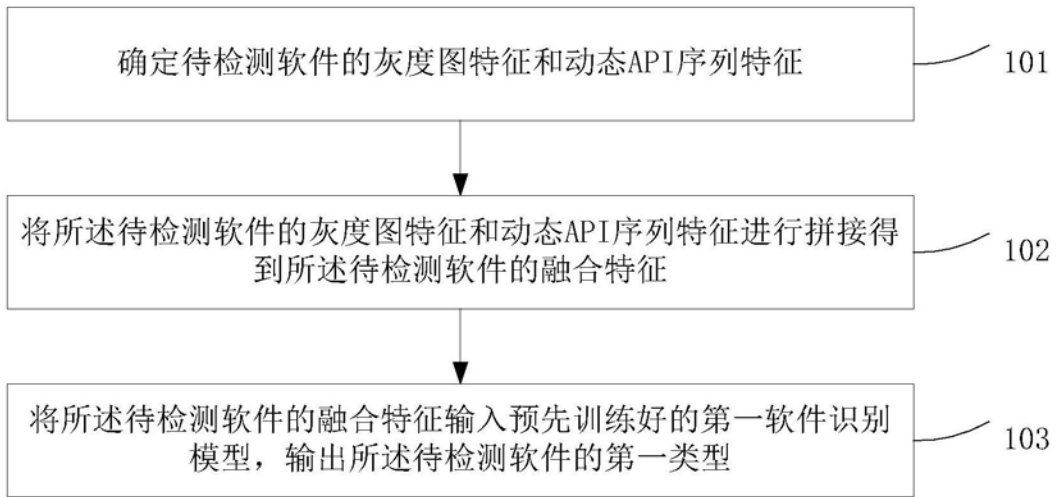 确定待检测软件的灰度图特征和动态API序列特征
101
将所述待检测软件的灰度图特征和动态API序列特征进行拼接得
到所述待检测软件的融合特征
102
将所述待检测软件的融合特征输入预先训练好的第一软件识别
模型，输出所述待检测软件的第一类型
103